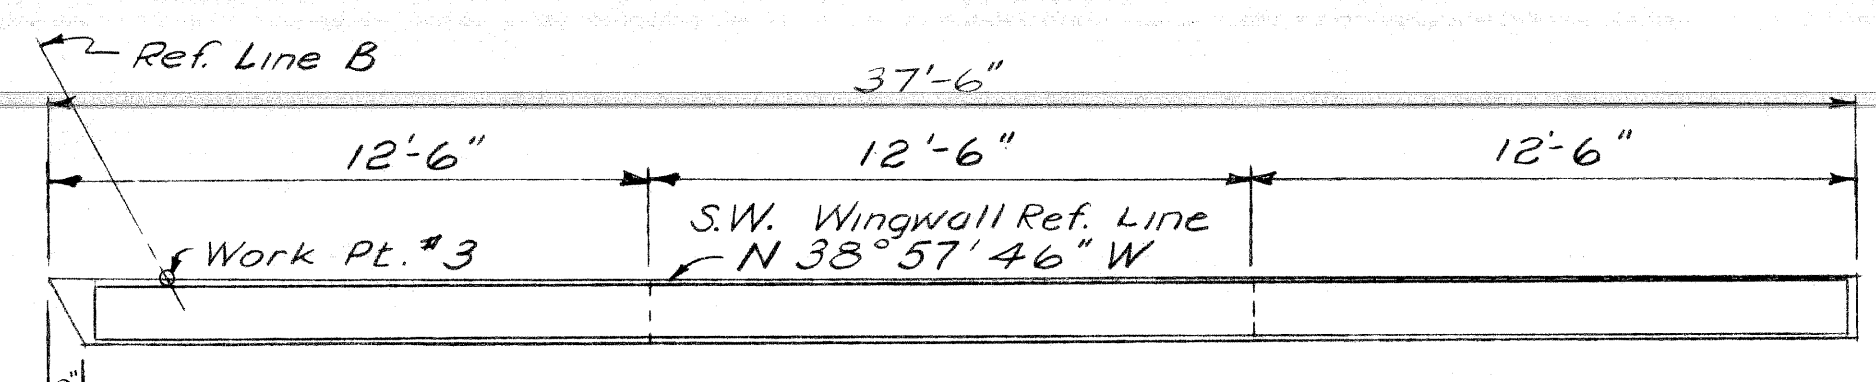 Ref. Line B
37'-6"
12'-6" 12'-6" 12'-6"
S.W. Wingwall Ref. Line
Work Pt. #3 N 38° 57' 46" W